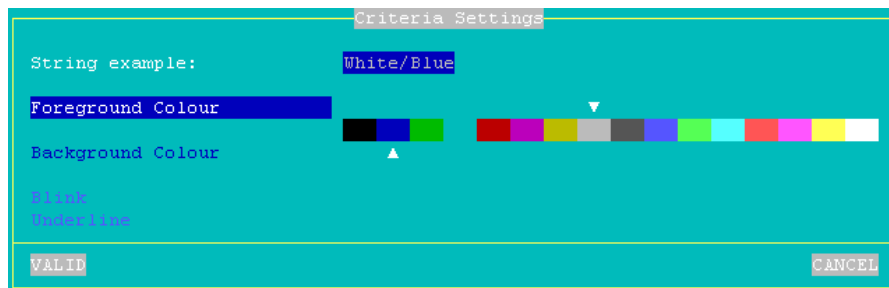 Criteria Settings
String example: White/Blue
Foreground Colour
Background Colour
Blink
Underline
VALID CANCEL